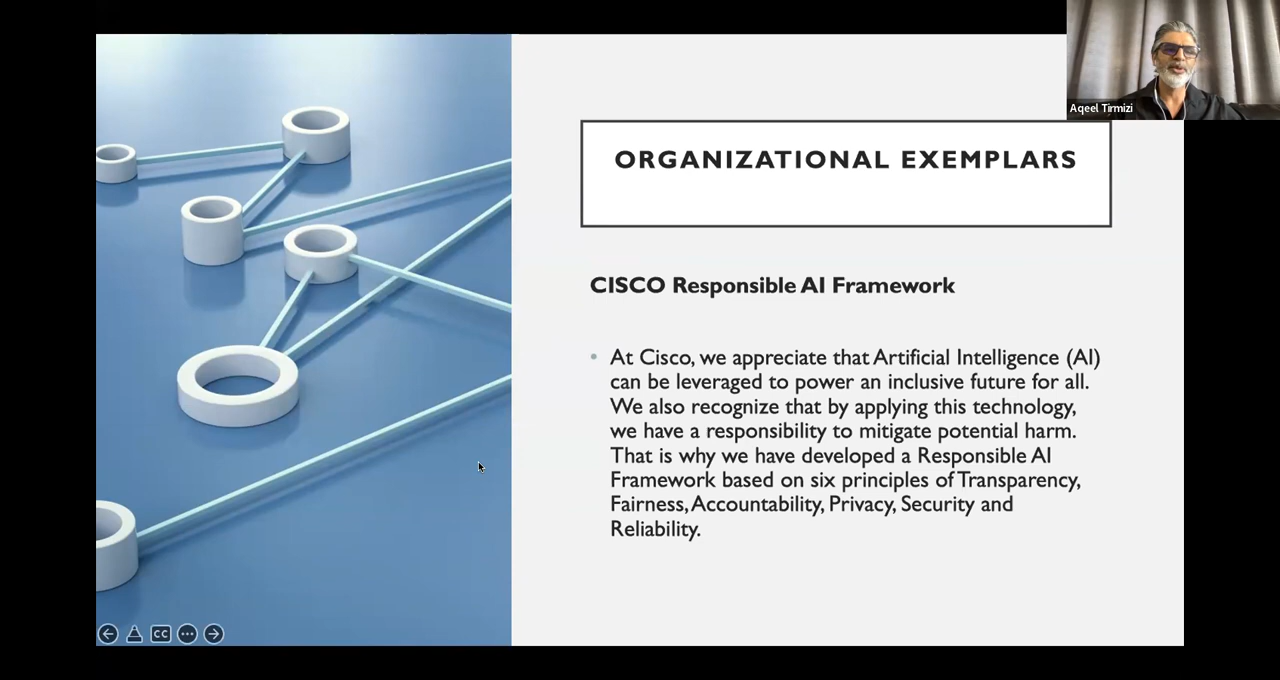 Aqeel Tirmizi
ORGANIZATIONAL EXEMPLARS
CISCO Responsible AI Framework
• At Cisco, we appreciate that Artificial Intelligence (AI)
can be leveraged to power an inclusive future for all.
We also recognize that by applying this technology,
we have a responsibility to mitigate potential harm.
That is why we have developed a Responsible AI
Framework based on six principles of Transparency,
Fairness, Accountability, Privacy, Security and
Reliability.
CC